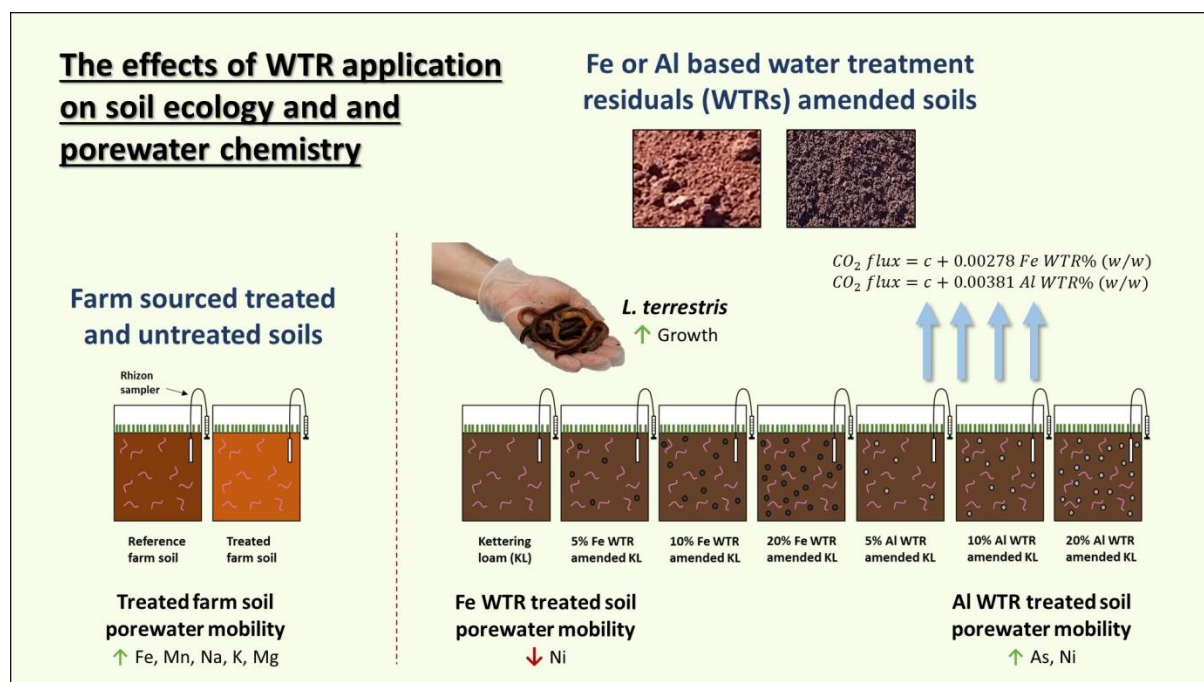 The effects of WTR application
on soil ecology and and
porewater chemistry
Fe or Al based water treatment
residuals (WTRs) amended soils
Farm sourced treated
and untreated soils
Rhizon
sampler
Reference
farm soil
Treated
farm soil
Treated farm soil
porewater mobility
↑ Fe, Mn, Na, K, Mg
L. terrestris
↑ Growth
CO₂ flux = c + 0.00278 Fe WTR% (w/w)
CO₂ flux = c + 0.00381 Al WTR% (w/w)
Kettering
loam (KL)
5% Fe WTR
amended KL
10% Fe WTR
amended KL
20% Fe WTR
amended KL
5% Al WTR
amended KL
10% Al WTR
amended KL
20% Al WTR
amended KL
Fe WTR treated soil
porewater mobility
↓ Ni
Al WTR treated soil
porewater mobility
↑ As, Ni